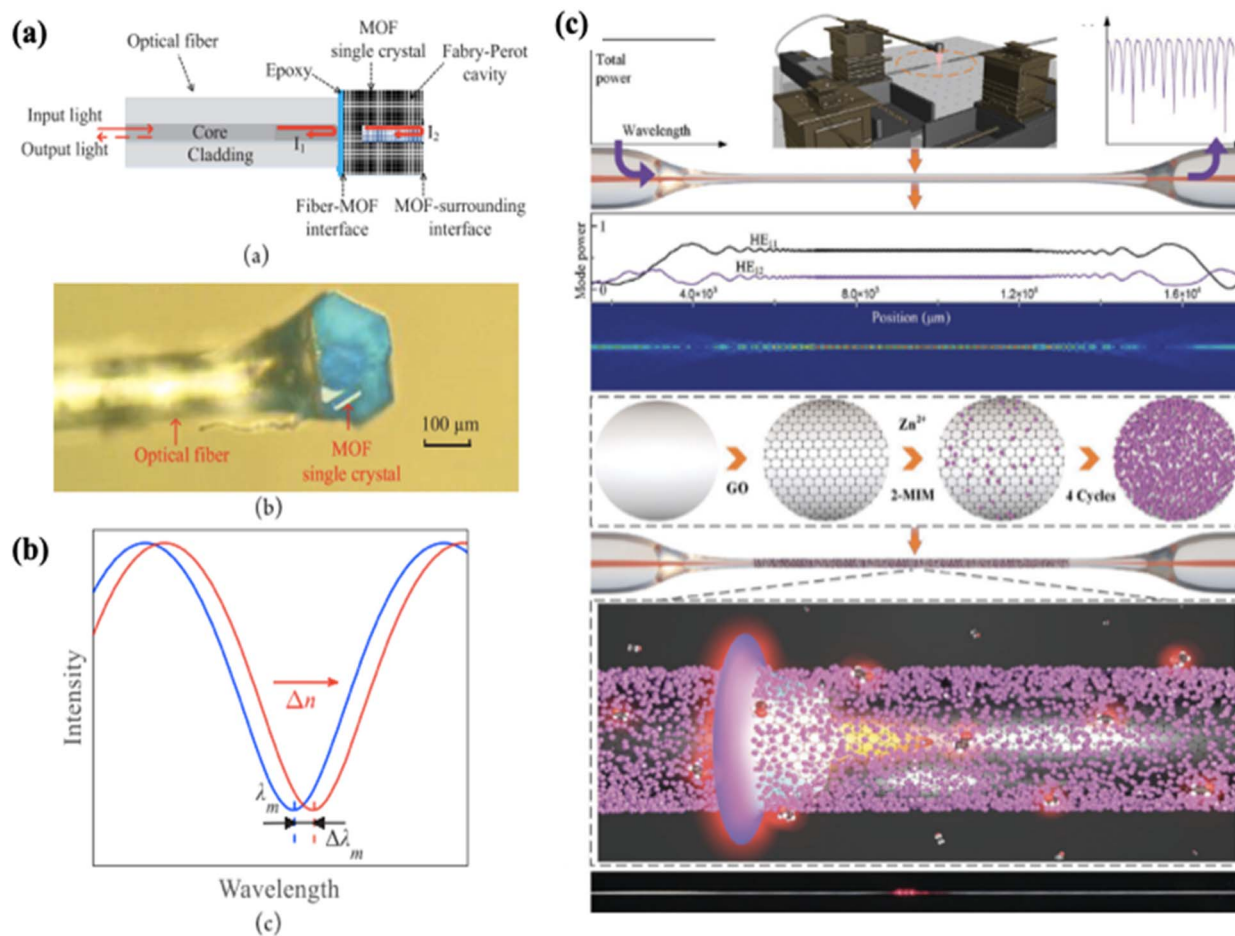 (a)
Optical fiber
MOF
single crystal
Epoxy
Fabry-Perot
cavity
Input light
Output light
Core
Cladding
I1
I2
Fiber-MOF
interface
MOF-surrounding
interface
(a)
Optical fiber
MOF
single crystal
100 µm
(b)
(b)
Intensity
Δn
λm
Δλm
Wavelength
(c)
(c)
Total
power
Wavelength
Mode power
1
0
HE11
HE12
4.0×10³
8.0×10³
1.2×10⁴
1.6×10⁴
Position (µm)
GO
Zn²⁺
2-MIM
4 Cycles